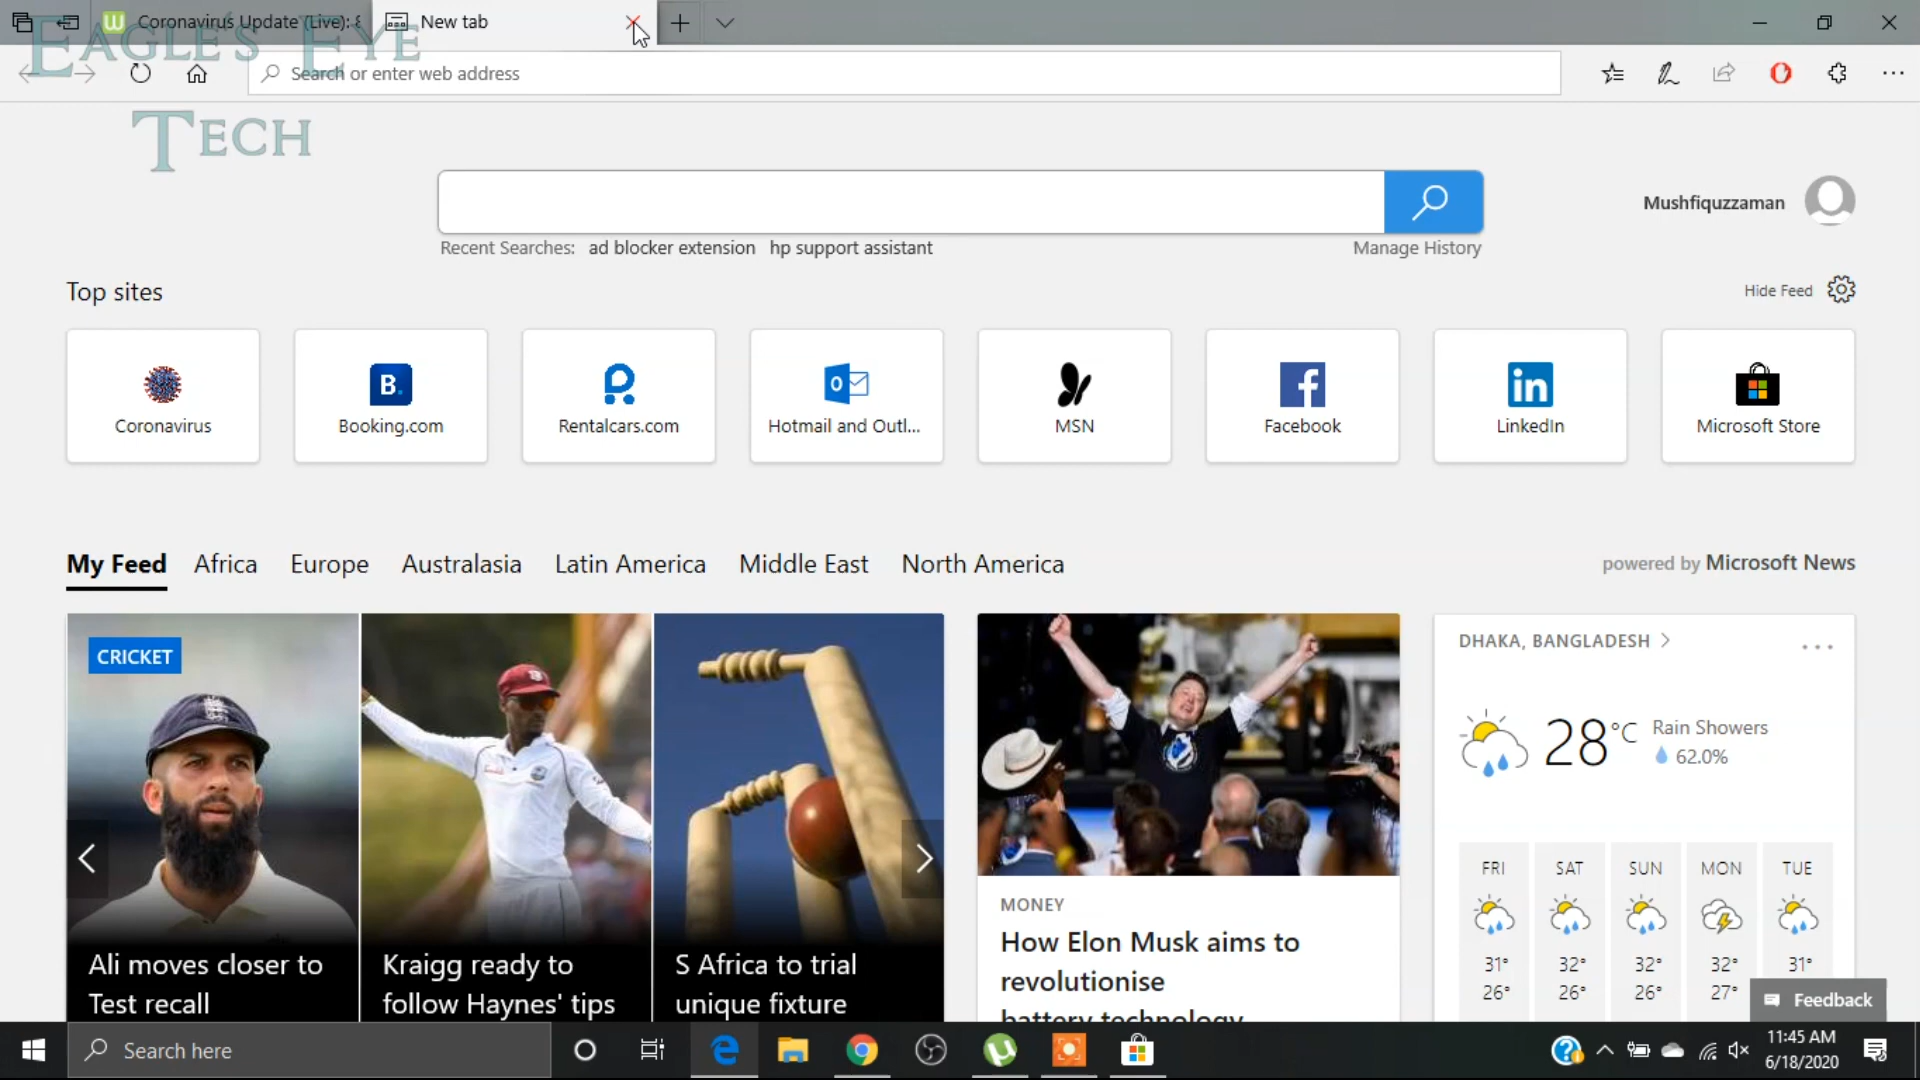 Coronavirus Update (Live): 8
New tab
EAGLE'S EYE
TECH
Search or enter web address
Mushfiquzzaman
Recent Searches: ad blocker extension hp support assistant
Manage History
Top sites
Hide Feed
Coronavirus
B.
Booking.com
Rentalcars.com
Hotmail and Outl...
MSN
Facebook
LinkedIn
Microsoft Store
My Feed
Africa
Europe
Australasia
Latin America
Middle East
North America
powered by Microsoft News
CRICKET
Ali moves closer to
Test recall
Kraigg ready to
follow Haynes' tips
S Africa to trial
unique fixture
MONEY
How Elon Musk aims to
revolutionise
battery technology
DHAKA, BANGLADESH
28°C
Rain Showers
62.0%
FRI SAT SUN MON TUE
31° 32° 32° 32° 31°
26° 26° 26° 27°
Feedback
Search here
11:45 AM
6/18/2020